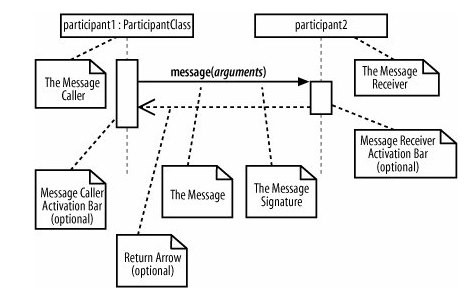 participant1 : ParticipantClass
participant2
message(arguments)
The Message
Caller
The Message
Receiver
Message Caller
Activation Bar
(optional)
The Message
The Message
Signature
Message Receiver
Activation Bar
(optional)
Return Arrow
(optional)